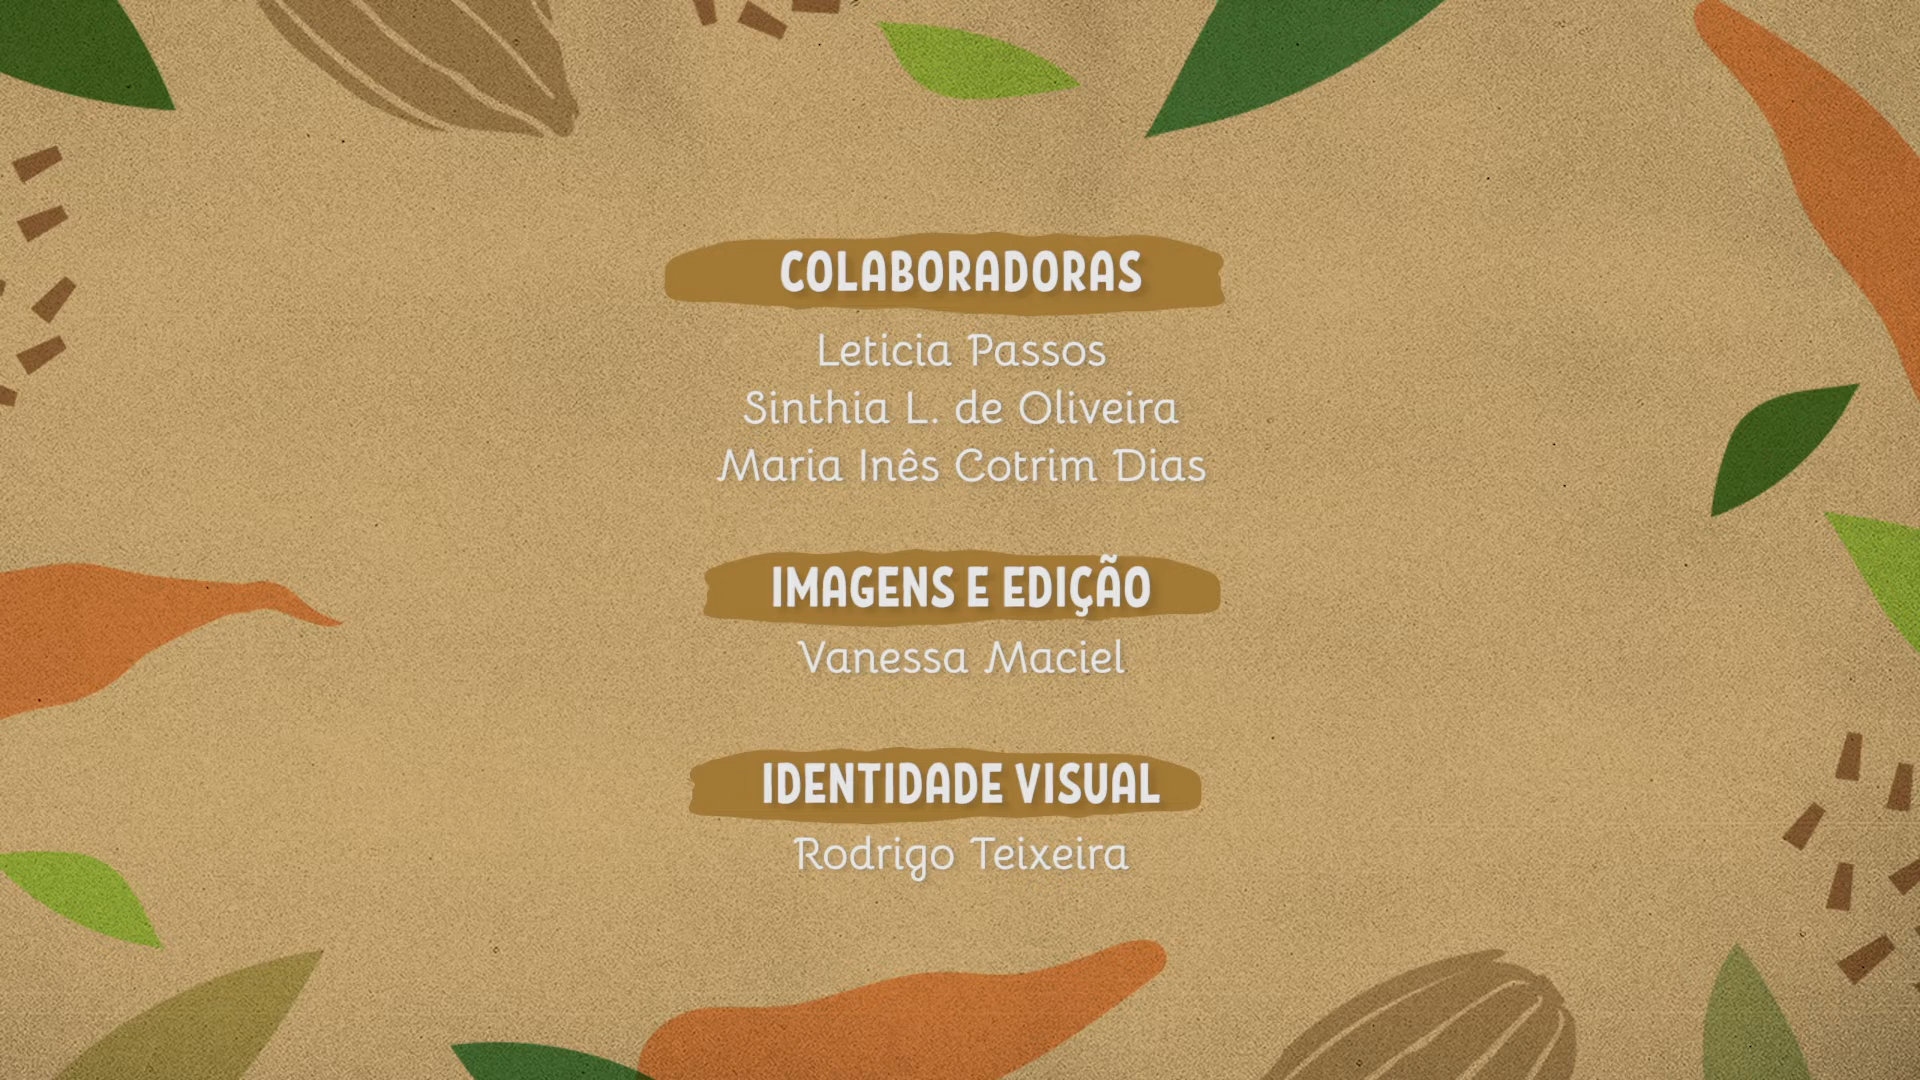 COLABORADORAS
Leticia Passos
Sinthia L. de Oliveira
Maria Inês Cotrim Dias
IMAGENS E EDIÇÃO
Vanessa Maciel
IDENTIDADE VISUAL
Rodrigo Teixeira